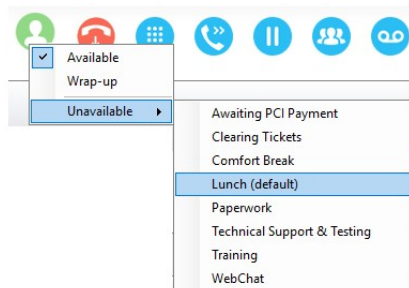 Available
Wrap-up
Unavailable
Awaiting PCI Payment
Clearing Tickets
Comfort Break
Lunch (default)
Paperwork
Technical Support & Testing
Training
WebChat